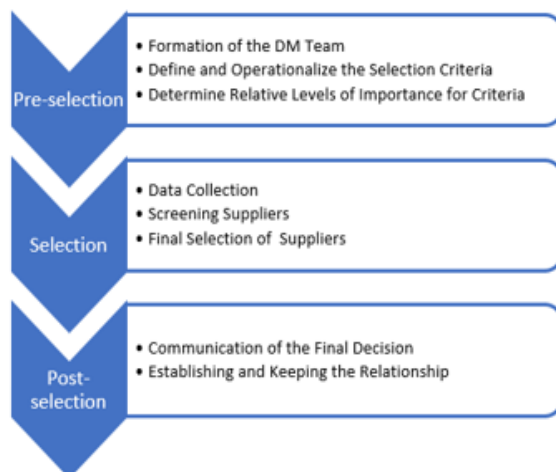 Pre-selection
• Formation of the DM Team
• Define and Operationalize the Selection Criteria
• Determine Relative Levels of Importance for Criteria
Selection
• Data Collection
• Screening Suppliers
• Final Selection of Suppliers
Post-
selection
• Communication of the Final Decision
• Establishing and Keeping the Relationship